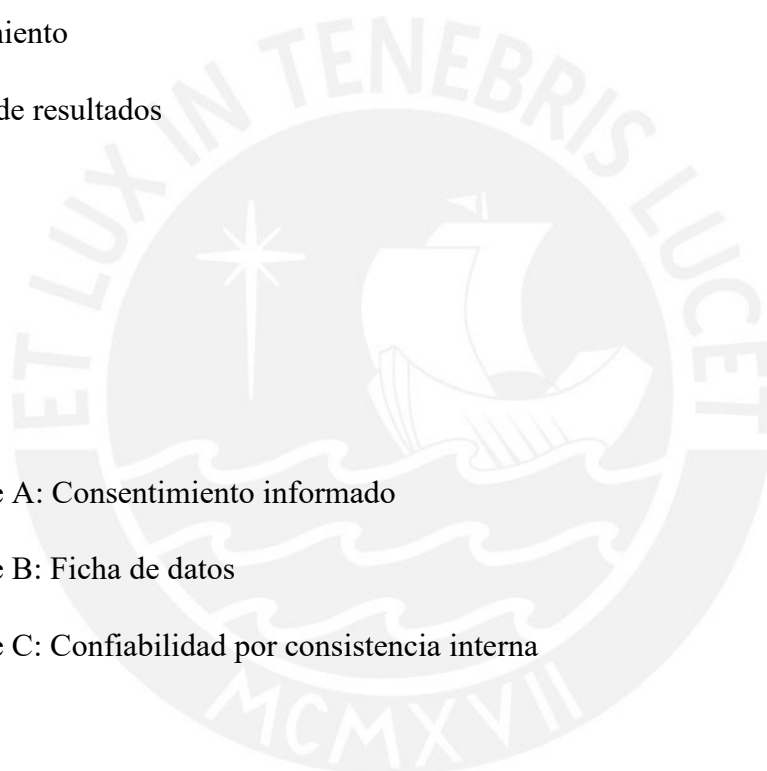 miento
de resultados
ET LUX IN TENEBRIS LUCET
e A: Consentimiento informado
e B: Ficha de datos
e C: Confiabilidad por consistencia interna
MCMXVII